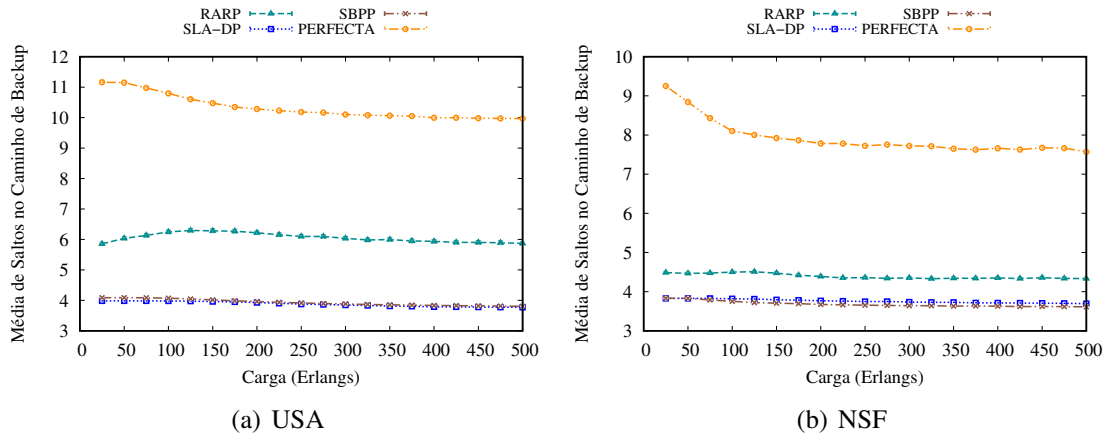 RARP SBPP
SLA−DP PERFECTA
Média de Saltos no Caminho de Backup
12
11
10
9
8
7
6
5
4
3
0 50 100 150 200 250 300 350 400 450 500
Carga (Erlangs)
(a) USA
RARP SBPP
SLA−DP PERFECTA
Média de Saltos no Caminho de Backup
10
9
8
7
6
5
4
3
0 50 100 150 200 250 300 350 400 450 500
Carga (Erlangs)
(b) NSF